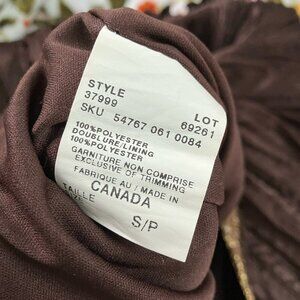 STYLE
37999
LOT
69261
SKU 54767 061 0084
100%POLYESTER
DOUBLURE/LINING
100%POLYESTER
GARNITURE NON COMPRISE
EXCLUSIVE OF TRIMMING
FABRIQUE AU / MADE IN
CANADA
TAILLE
S/P